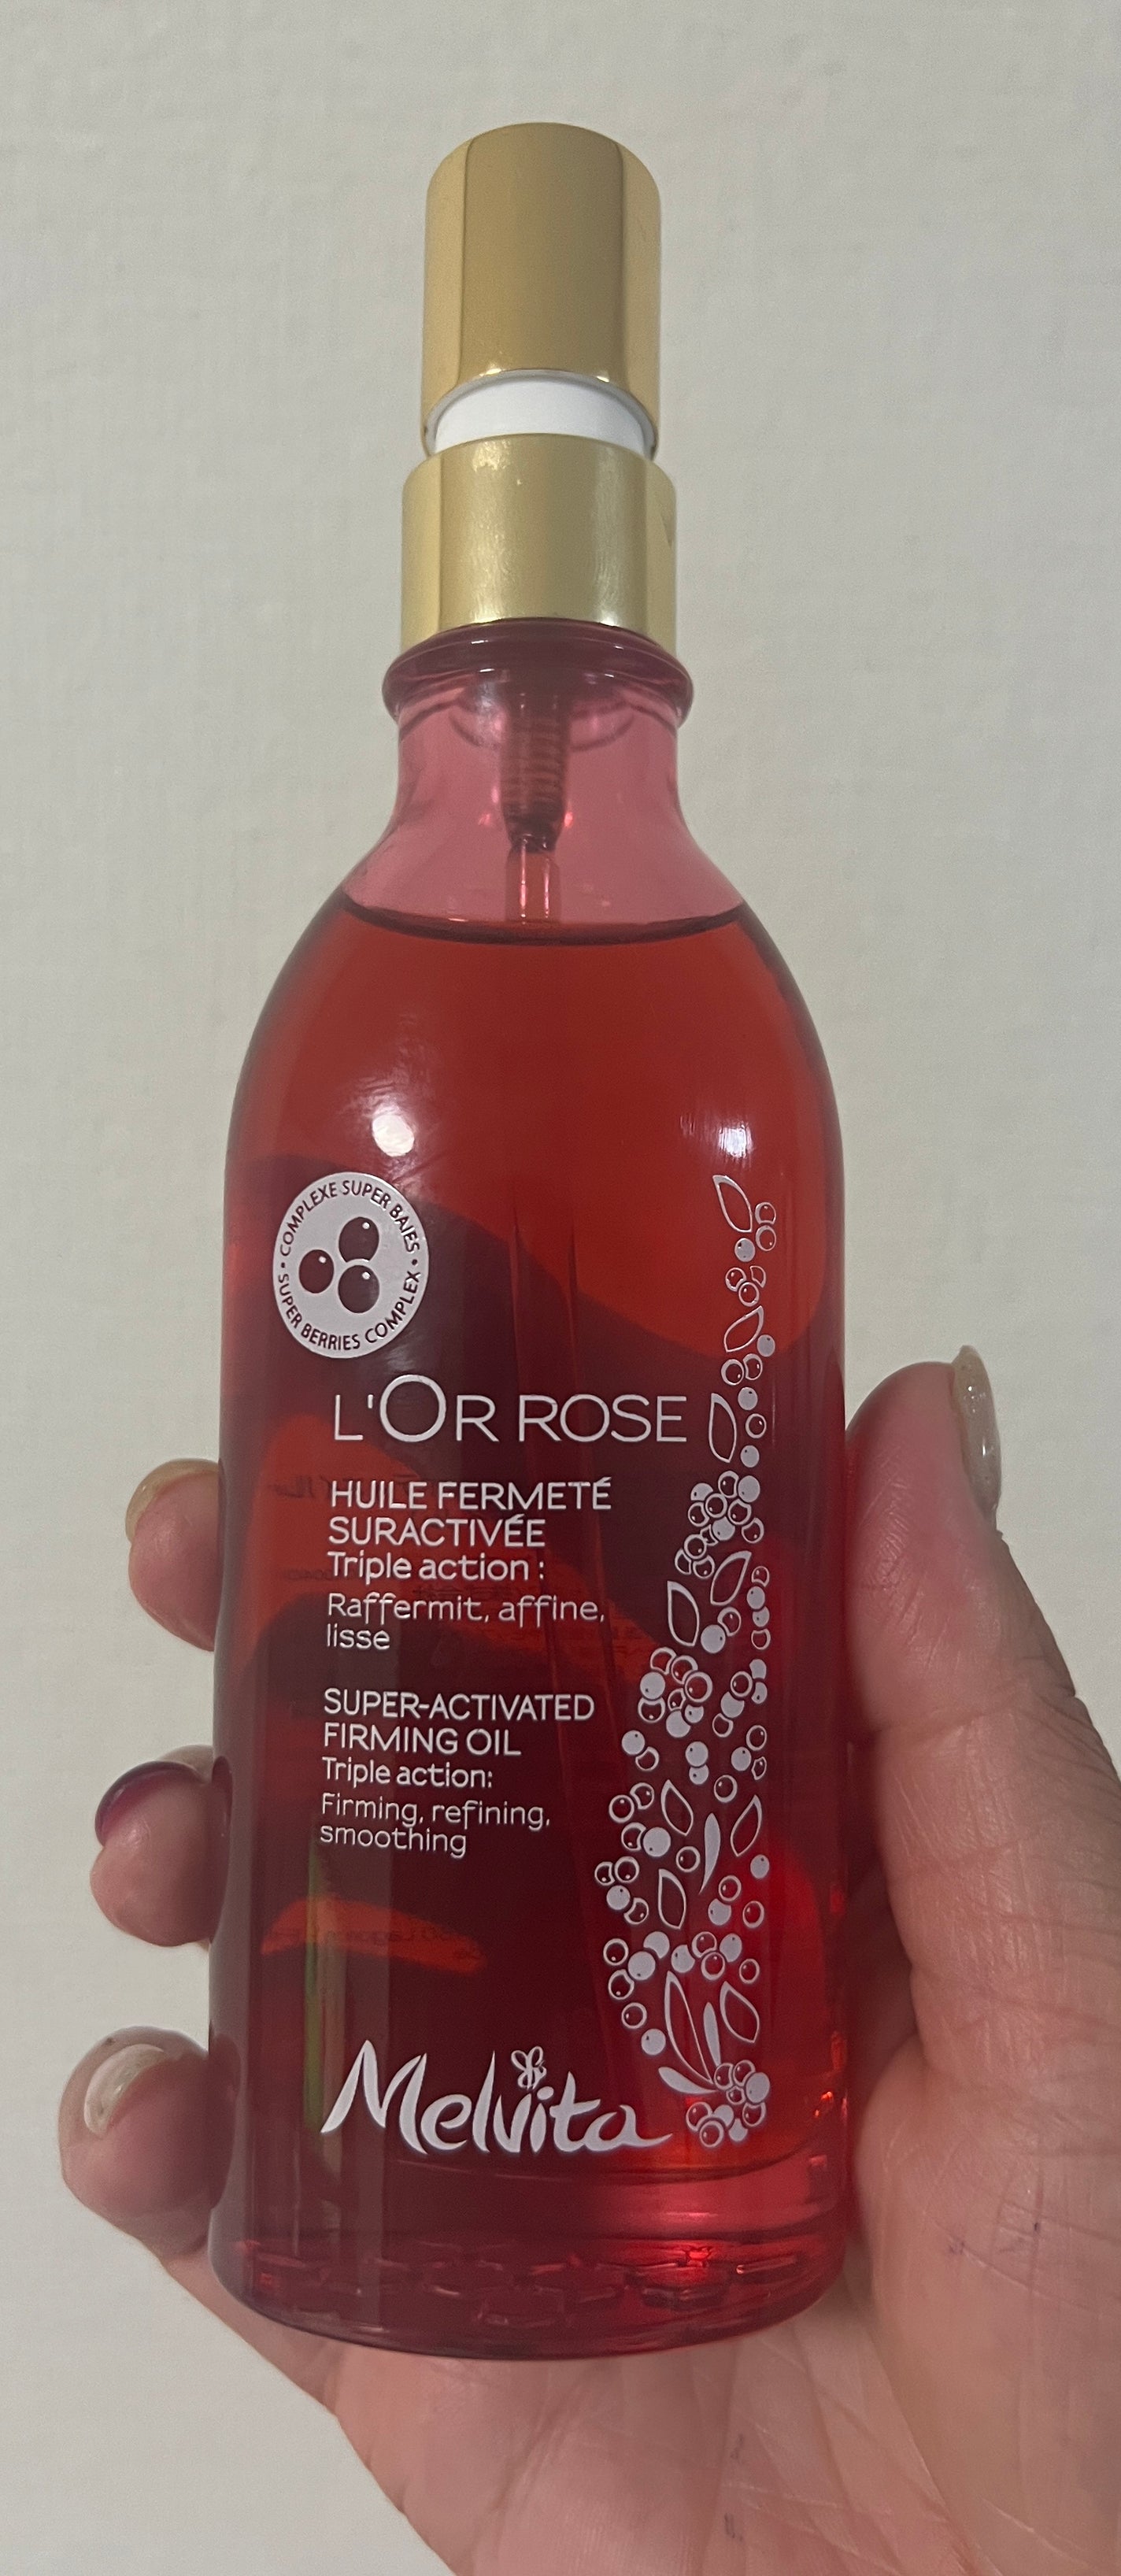 COMPLEXE SUPER BAIES
SUPER BERRIES COMPLEX
L'OR ROSE
HUILE FERMETÉ
SURACTIVÉE
Triple action :
Raffermit, affine,
lisse
SUPER-ACTIVATED
FIRMING OIL
Triple action:
Firming, refining,
smoothing
Melvita